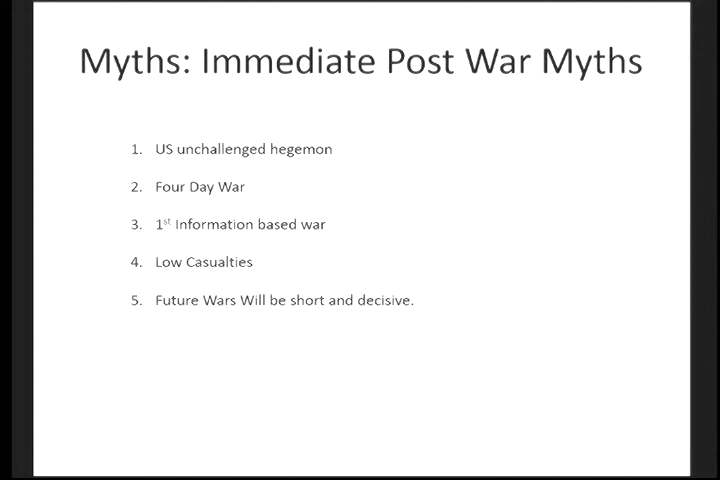 Myths: Immediate Post War Myths
1. US unchallenged hegemon
2. Four Day War
3. 1st Information based war
4. Low Casualties
5. Future Wars Will be short and decisive.